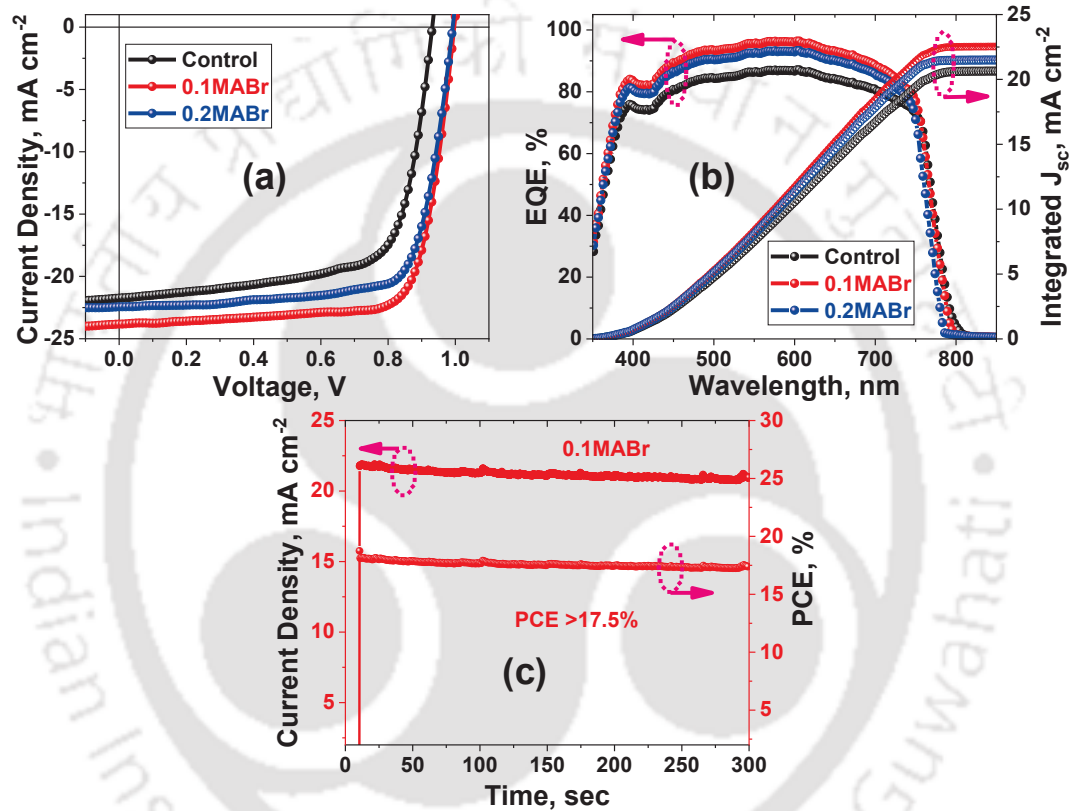 0
-5
-10
-15
-20
-25
Current Density, mA cm-2
Control
0.1MABr
0.2MABr
(a)
0.0 0.2 0.4 0.6 0.8 1.0
Voltage, V
100
80
60
40
20
0
EQE, %
25
20
15
10
5
0
Integrated Jsc, mA cm-2
(b)
Control
0.1MABr
0.2MABr
400 500 600 700 800
Wavelength, nm
25
20
15
10
5
Current Density, mA cm-2
30
25
20
15
10
5
PCE, %
0.1MABr
PCE >17.5%
(c)
0 50 100 150 200 250 300
Time, sec
Indian Ins
Guwahati